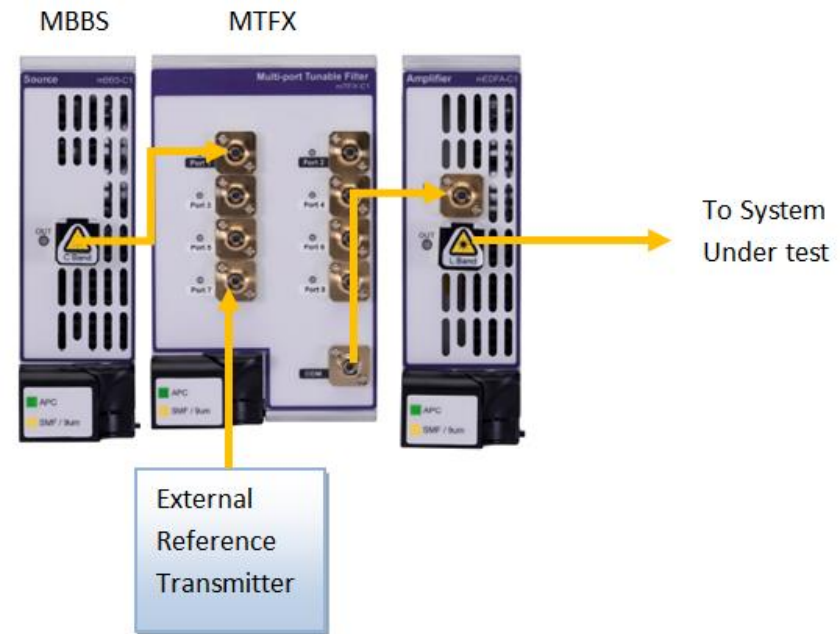 MBBS
MTFX
Source mBBS-C1
Multi-port Tunable Filter
mTFX-C1
Amplifier mEDFA-C1
Port 2
Port 3
Port 4
Port 5
Port 6
Port 7
Port 8
OUT
C Band
OUT
L Band
COM
To System
Under test
APC
SMF / 9um
APC
SMF / 9um
APC
SMF / 9um
External
Reference
Transmitter